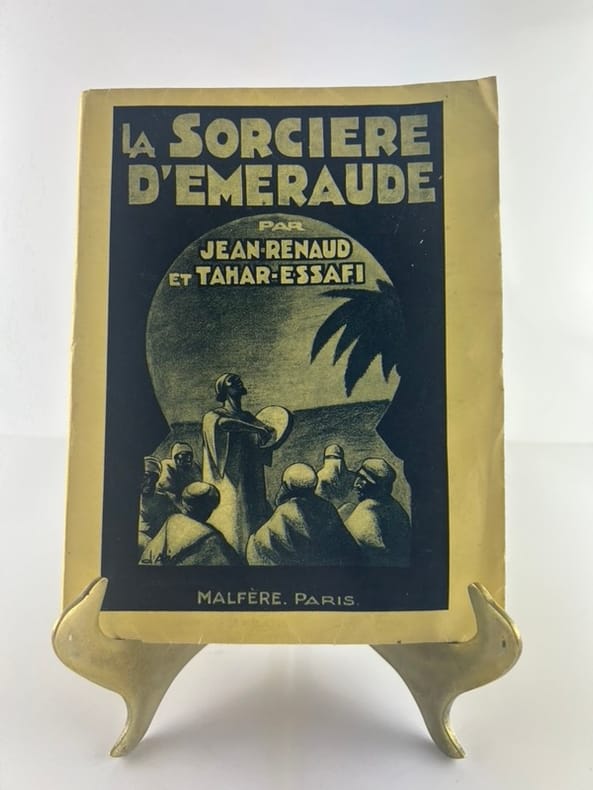 LA SORCIERE
D'EMERAUDE
PAR
JEAN-RENAUD
ET TAHAR-ESSAFI
MALFÈRE. PARIS.